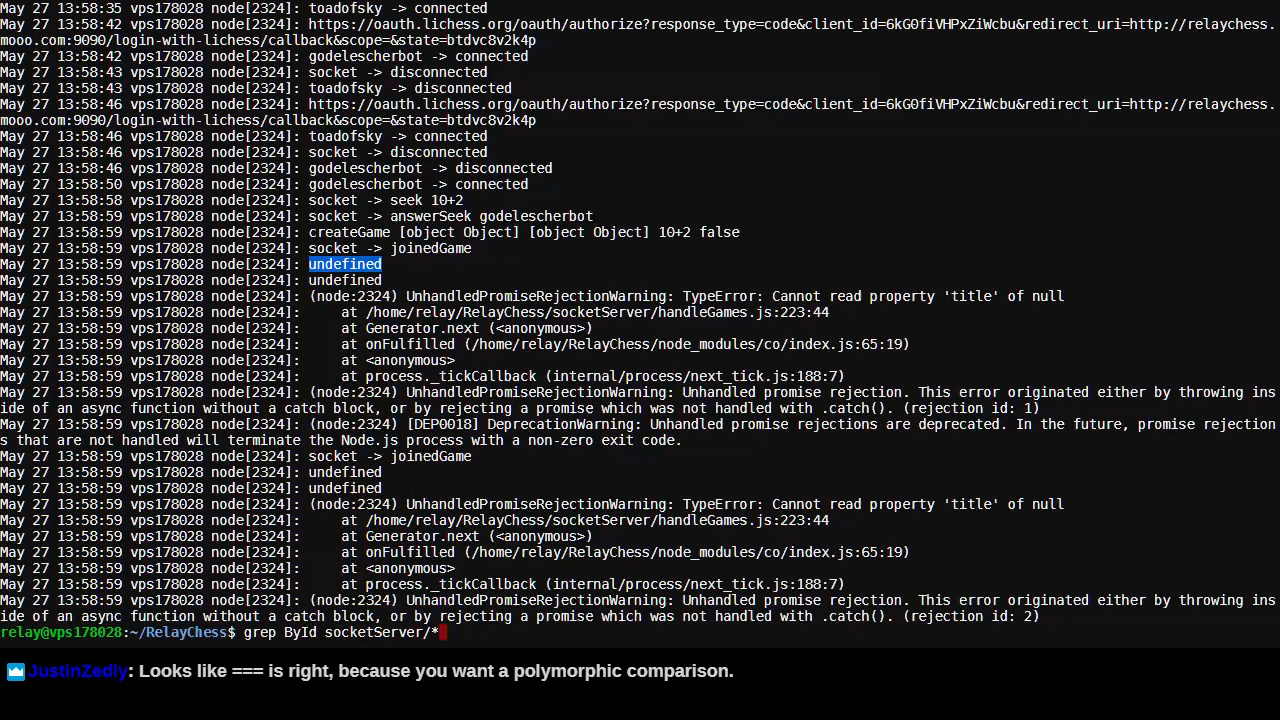 May 27 13:58:35 vps178028 node[2324]: toadofsky -> connected
May 27 13:58:42 vps178028 node[2324]: https://oauth.lichess.org/oauth/authorize?response_type=code&client_id=6kG0fiVHPxZiWcbu&redirect_uri=http://relaychess.
mooo.com:9090/login-with-lichess/callback&scope=&state=btdvc8v2k4p
May 27 13:58:42 vps178028 node[2324]: godelescherbot -> connected
May 27 13:58:43 vps178028 node[2324]: socket -> disconnected
May 27 13:58:43 vps178028 node[2324]: toadofsky -> disconnected
May 27 13:58:46 vps178028 node[2324]: https://oauth.lichess.org/oauth/authorize?response_type=code&client_id=6kG0fiVHPxZiWcbu&redirect_uri=http://relaychess.
mooo.com:9090/login-with-lichess/callback&scope=&state=btdvc8v2k4p
May 27 13:58:46 vps178028 node[2324]: toadofsky -> connected
May 27 13:58:46 vps178028 node[2324]: socket -> disconnected
May 27 13:58:46 vps178028 node[2324]: godelescherbot -> disconnected
May 27 13:58:50 vps178028 node[2324]: godelescherbot -> connected
May 27 13:58:58 vps178028 node[2324]: socket -> seek 10+2
May 27 13:58:59 vps178028 node[2324]: socket -> answerSeek godelescherbot
May 27 13:58:59 vps178028 node[2324]: createGame [object Object] [object Object] 10+2 false
May 27 13:58:59 vps178028 node[2324]: socket -> joinedGame
May 27 13:58:59 vps178028 node[2324]: undefined
May 27 13:58:59 vps178028 node[2324]: undefined
May 27 13:58:59 vps178028 node[2324]: (node:2324) UnhandledPromiseRejectionWarning: TypeError: Cannot read property 'title' of null
May 27 13:58:59 vps178028 node[2324]:     at /home/relay/RelayChess/socketServer/handleGames.js:223:44
May 27 13:58:59 vps178028 node[2324]:     at Generator.next (<anonymous>)
May 27 13:58:59 vps178028 node[2324]:     at onFulfilled (/home/relay/RelayChess/node_modules/co/index.js:65:19)
May 27 13:58:59 vps178028 node[2324]:     at <anonymous>
May 27 13:58:59 vps178028 node[2324]:     at process._tickCallback (internal/process/next_tick.js:188:7)
May 27 13:58:59 vps178028 node[2324]: (node:2324) UnhandledPromiseRejectionWarning: Unhandled promise rejection. This error originated either by throwing ins
ide of an async function without a catch block, or by rejecting a promise which was not handled with .catch(). (rejection id: 1)
May 27 13:58:59 vps178028 node[2324]: (node:2324) [DEP0018] DeprecationWarning: Unhandled promise rejections are deprecated. In the future, promise rejection
s that are not handled will terminate the Node.js process with a non-zero exit code.
May 27 13:58:59 vps178028 node[2324]: socket -> joinedGame
May 27 13:58:59 vps178028 node[2324]: undefined
May 27 13:58:59 vps178028 node[2324]: undefined
May 27 13:58:59 vps178028 node[2324]: (node:2324) UnhandledPromiseRejectionWarning: TypeError: Cannot read property 'title' of null
May 27 13:58:59 vps178028 node[2324]:     at /home/relay/RelayChess/socketServer/handleGames.js:223:44
May 27 13:58:59 vps178028 node[2324]:     at Generator.next (<anonymous>)
May 27 13:58:59 vps178028 node[2324]:     at onFulfilled (/home/relay/RelayChess/node_modules/co/index.js:65:19)
May 27 13:58:59 vps178028 node[2324]:     at <anonymous>
May 27 13:58:59 vps178028 node[2324]:     at process._tickCallback (internal/process/next_tick.js:188:7)
May 27 13:58:59 vps178028 node[2324]: (node:2324) UnhandledPromiseRejectionWarning: Unhandled promise rejection. This error originated either by throwing ins
ide of an async function without a catch block, or by rejecting a promise which was not handled with .catch(). (rejection id: 2)
relay@vps178028:~/RelayChess$ grep ById socketServer/*
JustinZedly: Looks like === is right, because you want a polymorphic comparison.